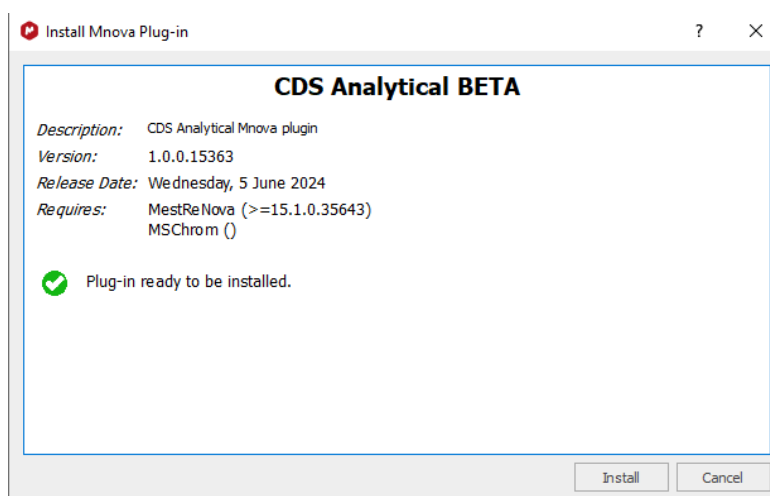 Install Mnova Plug-in
?
CDS Analytical BETA
Description: CDS Analytical Mnova plugin
Version: 1.0.0.15363
Release Date: Wednesday, 5 June 2024
Requires: MestReNova (>=15.1.0.35643)
MSChrom ()
Plug-in ready to be installed.
Install Cancel